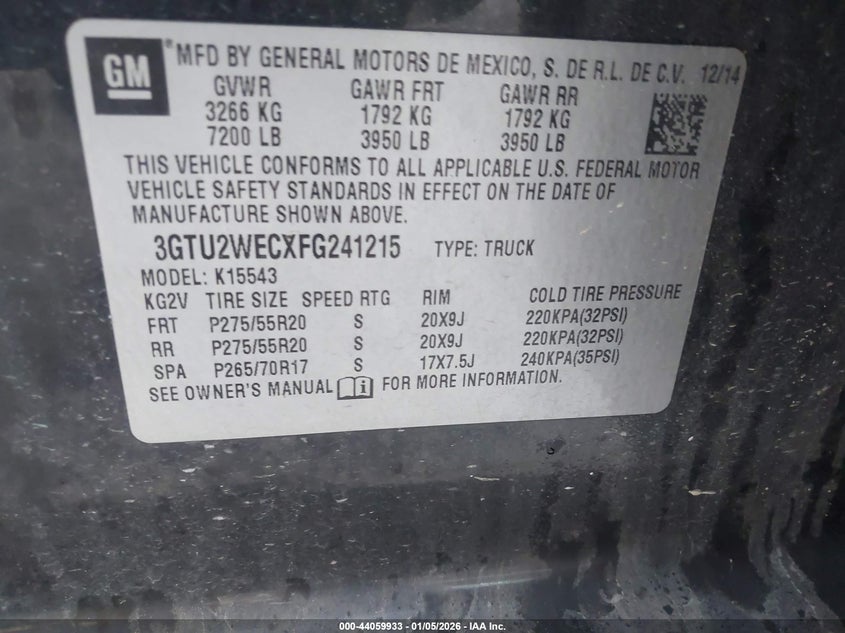 GM ® MFD BY GENERAL MOTORS DE MEXICO, S. DE R.L. DE C.V. 12/14
GVWR GAWR FRT GAWR RR
3266 KG 1792 KG 1792 KG
7200 LB 3950 LB 3950 LB
THIS VEHICLE CONFORMS TO ALL APPLICABLE U.S. FEDERAL MOTOR
VEHICLE SAFETY STANDARDS IN EFFECT ON THE DATE OF
MANUFACTURE SHOWN ABOVE.
3GTU2WECXFG241215 TYPE: TRUCK
MODEL: K15543
KG2V TIRE SIZE SPEED RTG RIM COLD TIRE PRESSURE
FRT P275/55R20 S 20X9J 220KPA(32PSI)
RR P275/55R20 S 20X9J 220KPA(32PSI)
SPA P265/70R17 S 17X7.5J 240KPA(35PSI)
SEE OWNER'S MANUAL FOR MORE INFORMATION.
000-44059933 - 01/05/2026 - IAA Inc.